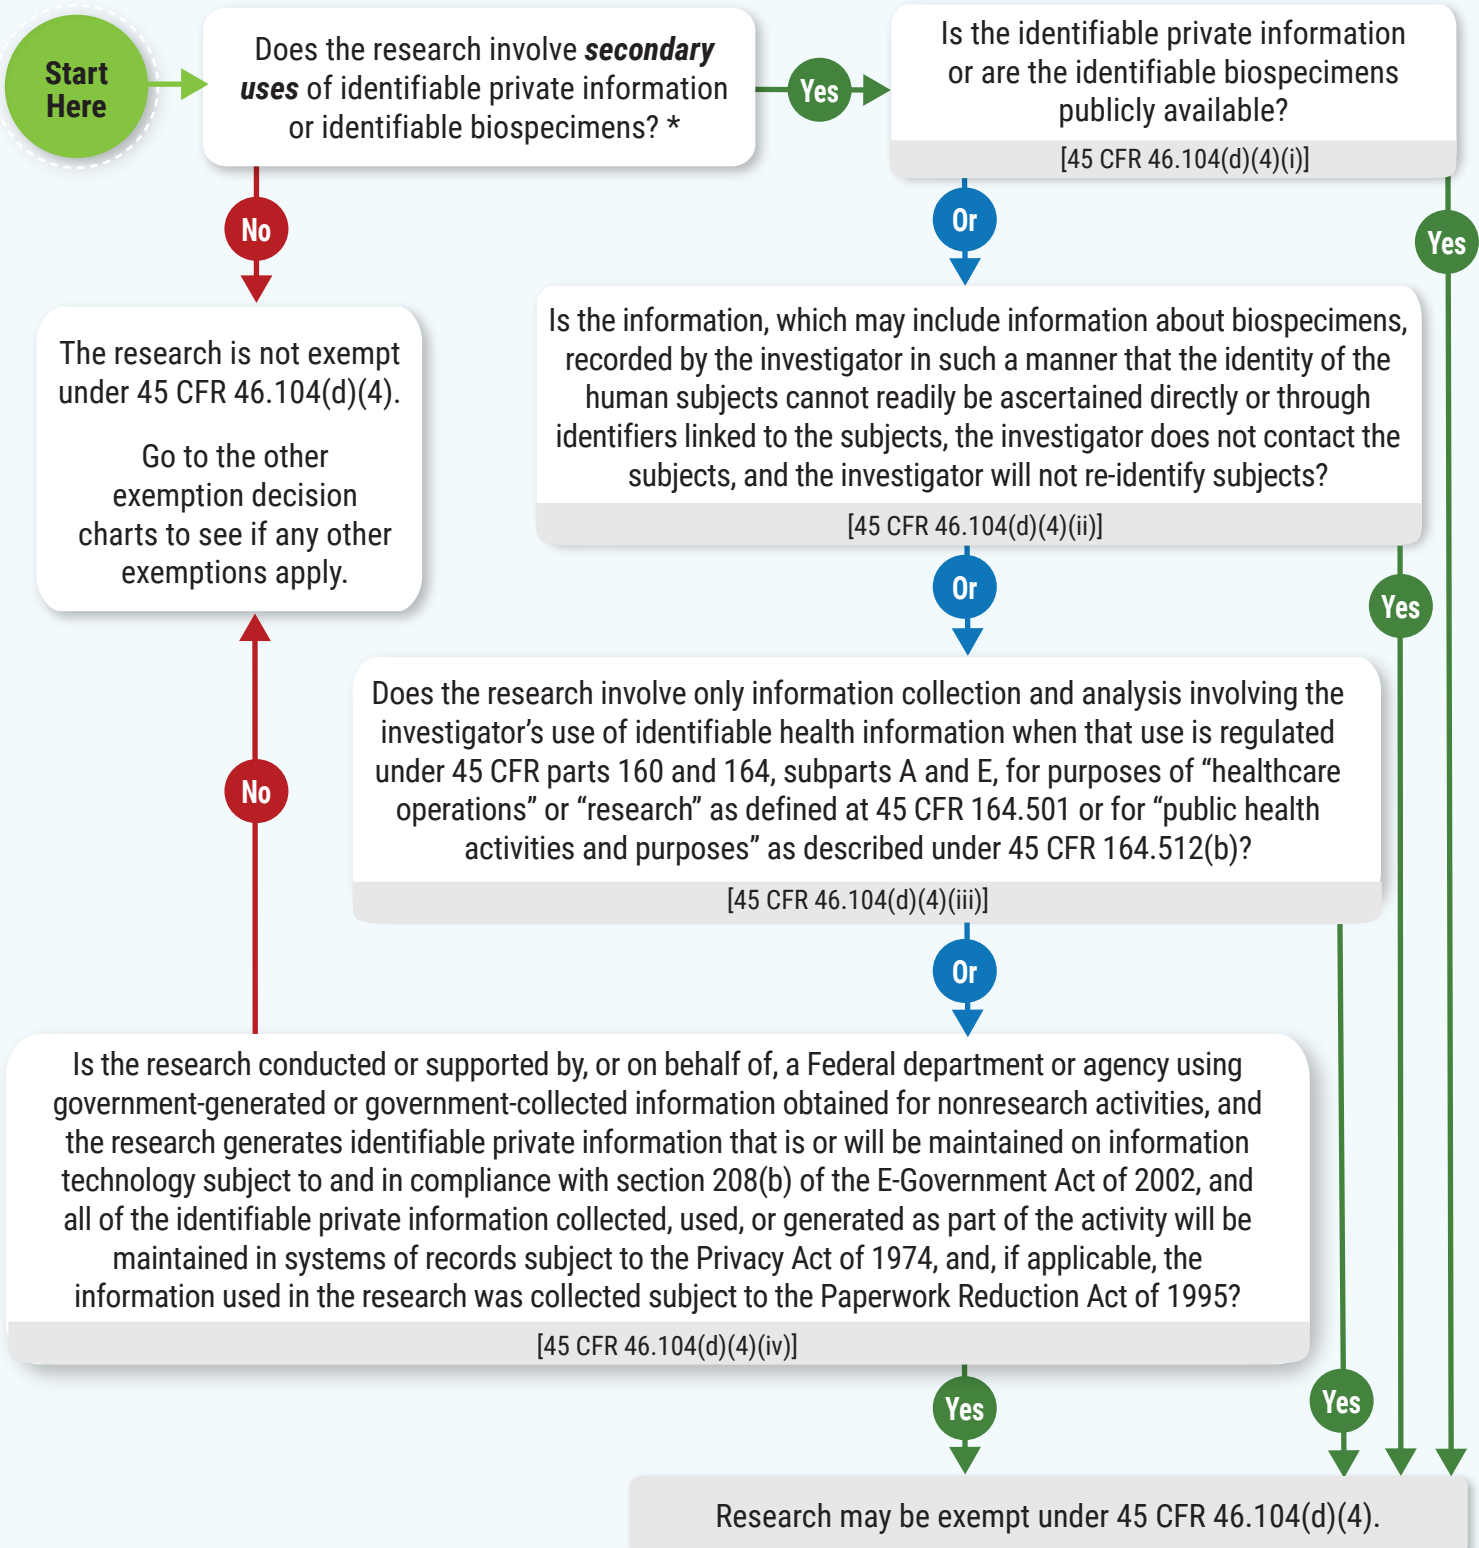 Start
Here
Does the research involve secondary
uses of identifiable private information
or identifiable biospecimens? *
Yes
Is the identifiable private information
or are the identifiable biospecimens
publicly available?
[45 CFR 46.104(d)(4)(i)]
No
Or
Yes
The research is not exempt
under 45 CFR 46.104(d)(4).
Go to the other
exemption decision
charts to see if any other
exemptions apply.
Is the information, which may include information about biospecimens,
recorded by the investigator in such a manner that the identity of the
human subjects cannot readily be ascertained directly or through
identifiers linked to the subjects, the investigator does not contact the
subjects, and the investigator will not re-identify subjects?
[45 CFR 46.104(d)(4)(ii)]
Or
Yes
Does the research involve only information collection and analysis involving the
investigator’s use of identifiable health information when that use is regulated
under 45 CFR parts 160 and 164, subparts A and E, for purposes of “healthcare
operations” or “research” as defined at 45 CFR 164.501 or for “public health
activities and purposes” as described under 45 CFR 164.512(b)?
[45 CFR 46.104(d)(4)(iii)]
No
Or
Is the research conducted or supported by, or on behalf of, a Federal department or agency using
government-generated or government-collected information obtained for nonresearch activities, and
the research generates identifiable private information that is or will be maintained on information
technology subject to and in compliance with section 208(b) of the E-Government Act of 2002, and
all of the identifiable private information collected, used, or generated as part of the activity will be
maintained in systems of records subject to the Privacy Act of 1974, and, if applicable, the
information used in the research was collected subject to the Paperwork Reduction Act of 1995?
[45 CFR 46.104(d)(4)(iv)]
Yes
Yes
Research may be exempt under 45 CFR 46.104(d)(4).